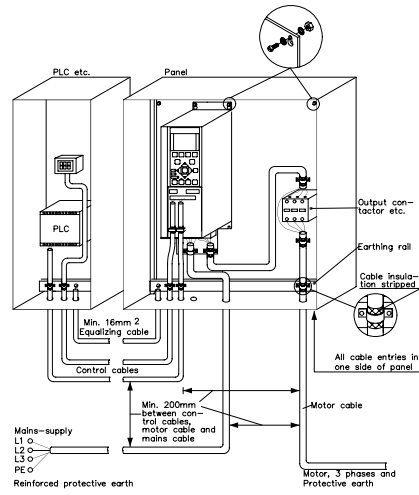 PLC etc.
Panel
PLC
Output con-
tactor etc.
Earthing rail
Cable insula-
tion stripped
Min. 16mm 2
Equalizing cable
Control cables
All cable entries in
one side of panel
Min. 200mm
between con-
trol cables,
motor cable and
mains cable
Motor cable
Mains-supply
L1
L2
L3
PE
Reinforced protective earth
Motor, 3 phases and
Protective earth